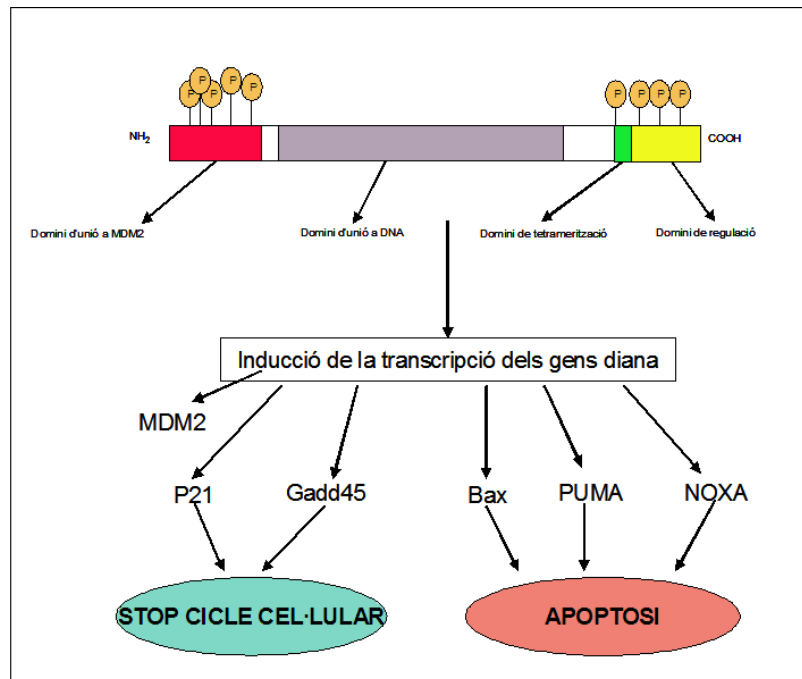 P P P P P P P P P
NH2 COOH
Domini d'unió a MDM2 Domini d'unió a DNA Domini de tetramerització Domini de regulació
Inducció de la transcripció dels gens diana
MDM2
P21 Gadd45 Bax PUMA NOXA
STOP CICLE CEL·LULAR APOPTOSI